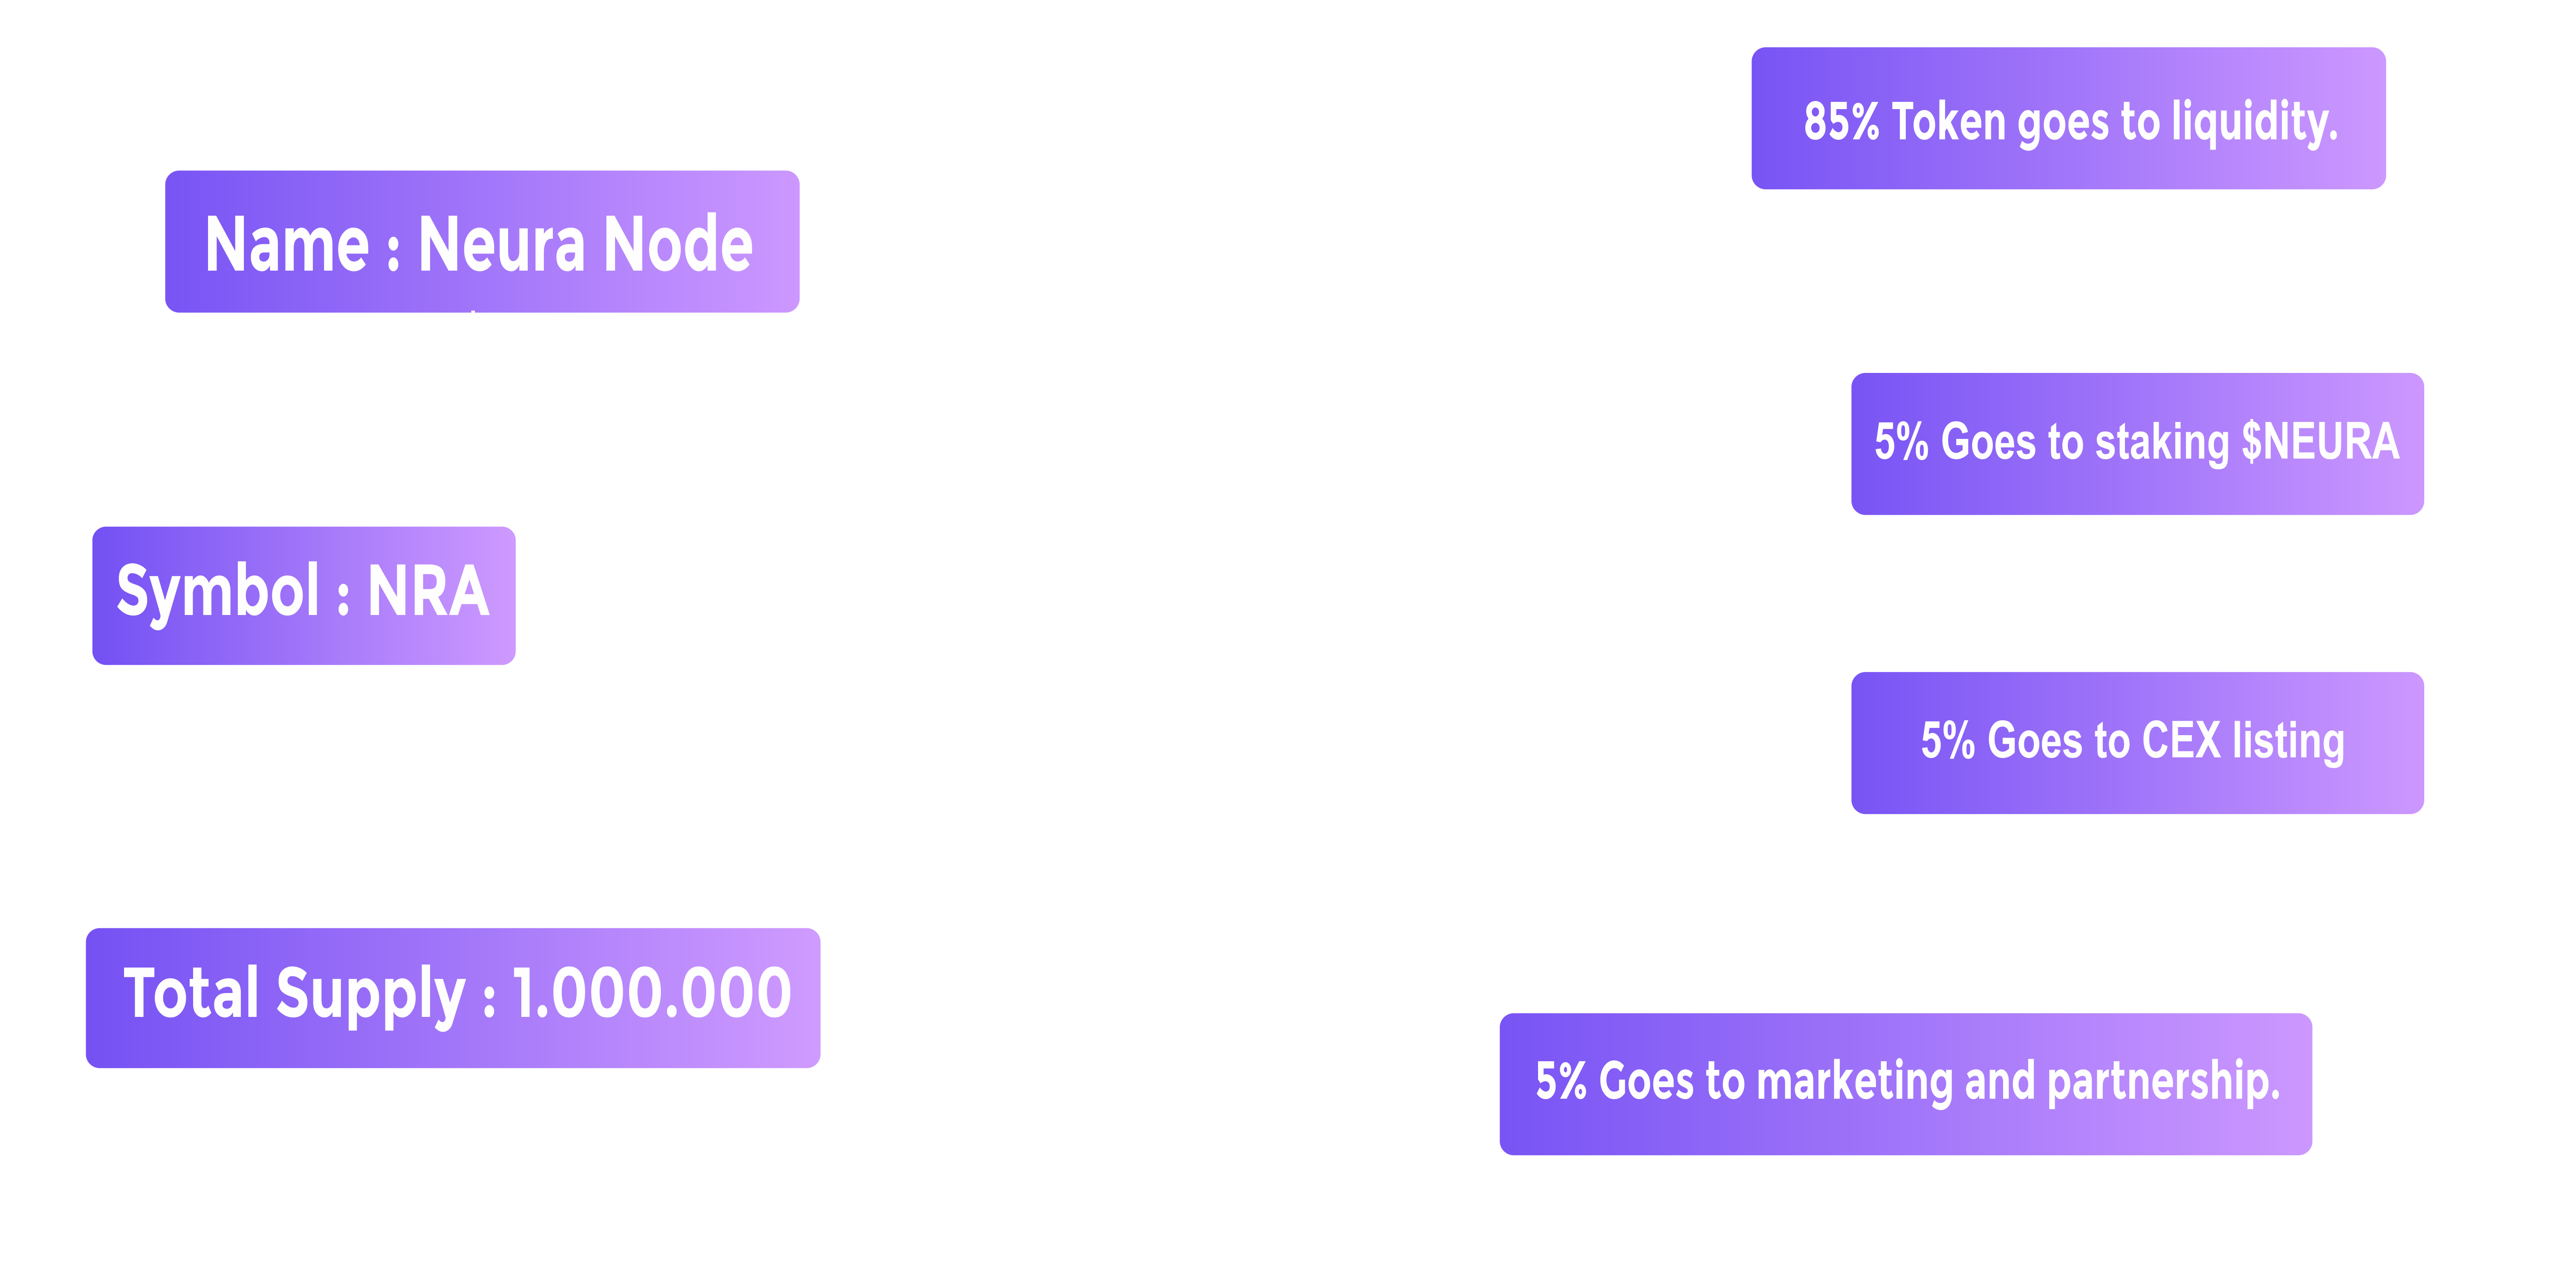 Name : Neura Node
Symbol : NRA
Total Supply : 1.000.000
85% Token goes to liquidity.
5% Goes to staking $NEURA
5% Goes to CEX listing
5% Goes to marketing and partnership.